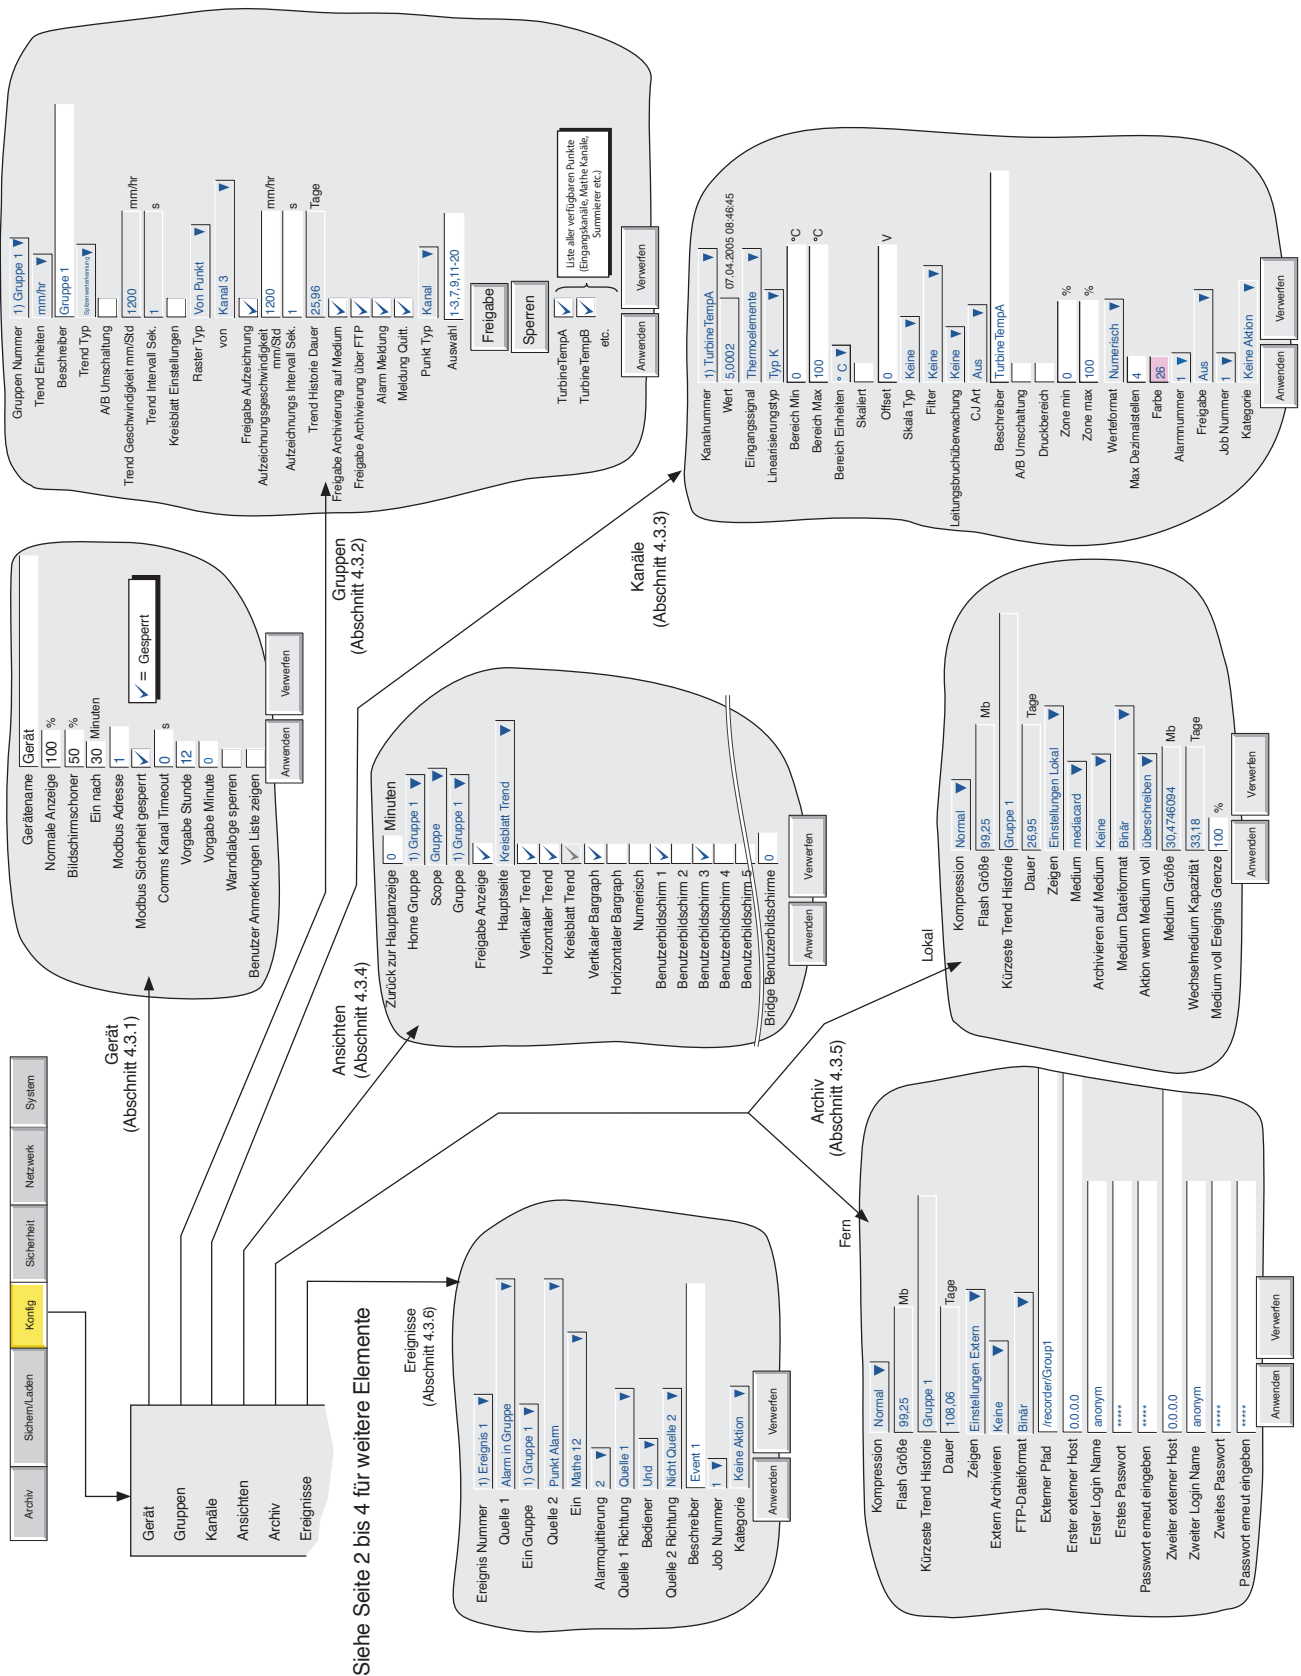 Archiv
Sichern/Laden
Konfig
Sicherheit
Netzwerk
System
Gerät
Gruppen
Kanäle
Ansichten
Archiv
Ereignisse
Siehe Seite 2 bis 4 für weitere Elemente
Gerät
(Abschnitt 4.3.1)
Gerätename Gerät
Normale Anzeige 100 %
Bildschirmschoner 50 %
Ein nach 30 Minuten
Modbus Adresse 1
Modbus Sicherheit gesperrt
Comms Kanal Timeout 0 s
Vorgabe Stunde 12
Vorgabe Minute 0
Warndialoge sperren
Benutzer Anmerkungen Liste zeigen
= Gesperrt
Anwenden
Verwerfen
Gruppen
(Abschnitt 4.3.2)
Gruppen Nummer 1) Gruppe 1
Trend Einheiten mm/hr
Beschreiber Gruppe 1
Trend Typ Spitzenwerterkennung
A/B Umschaltung
Trend Geschwindigkeit mm/Std 1200 mm/hr
Trend Intervall Sek. 1 s
Kreisblatt Einstellungen
Raster Typ Von Punkt
von Kanal 3
Freigabe Aufzeichnung
Aufzeichnungsgeschwindigkeit
mm/Std 1200 mm/hr
Aufzeichnungs Intervall Sek. 1 s
Trend Historie Dauer 25,96 Tage
Freigabe Archivierung auf Medium
Freigabe Archivierung über FTP
Alarm Meldung
Meldung Quitt.
Punkt Typ Kanal
Auswahl 1-3,7,9,11-20
Freigabe
Sperren
TurbineTempA
TurbineTempB
etc.
Liste aller verfügbaren Punkte
(Eingangskanäle, Mathe Kanäle,
Summierer etc.)
Anwenden
Verwerfen
Kanäle
(Abschnitt 4.3.3)
Kanalnummer 1) TurbineTempA
Wert 5,0002 07.04.2005 08:46:45
Eingangssignal Thermoelemente
Linearisierungstyp Typ K
Bereich Min 0 °C
Bereich Max 100 °C
Bereich Einheiten ° C
Skaliert
Offset 0 V
Skala Typ Keine
Filter Keine
Leitungsbruchüberwachung Keine
CJ Art Aus
Beschreiber TurbineTempA
A/B Umschaltung
Druckbereich
Zone min 0 %
Zone max 100 %
Werteformat Numerisch
Max Dezimalstellen 4
Farbe 26
Alarmnummer 1
Freigabe Aus
Job Nummer 1
Kategorie Keine Aktion
Anwenden
Verwerfen
Ansichten
(Abschnitt 4.3.4)
Zurück zur Hauptanzeige 0 Minuten
Home Gruppe 1) Gruppe 1
Scope Gruppe
Gruppe 1) Gruppe 1
Freigabe Anzeige
Hauptseite Kreisblatt Trend
Vertikaler Trend
Horizontaler Trend
Kreisblatt Trend
Vertikaler Bargraph
Horizontaler Bargraph
Numerisch
Benutzerbildschirm 1
Benutzerbildschirm 2
Benutzerbildschirm 3
Benutzerbildschirm 4
Benutzerbildschirm 5
Bridge Benutzerbildschirme 0
Anwenden
Verwerfen
Archiv
(Abschnitt 4.3.5)
Lokal
Kompression Normal
Flash Größe 99,25 Mb
Kürzeste Trend Historie Gruppe 1
Dauer 26,95 Tage
Zeigen Einstellungen Lokal
Medium mediacard
Archivieren auf Medium Keine
Medium Dateiformat Binär
Aktion wenn Medium voll überschreiben
Medium Größe 30,4746094 Mb
Wechselmedium Kapazität 33,18 Tage
Medium voll Ereignis Grenze 100 %
Anwenden
Verwerfen
Fern
Kompression Normal
Flash Größe 99,25 Mb
Kürzeste Trend Historie Gruppe 1
Dauer 108,06 Tage
Zeigen Einstellungen Extern
Extern Archivieren Keine
FTP-Dateiformat Binär
Externer Pfad /recorder/Group1
Erster externer Host 0.0.0.0
Erster Login Name anonym
Erstes Passwort *****
Passwort erneut eingeben *****
Zweiter externer Host 0.0.0.0
Zweiter Login Name anonym
Zweites Passwort *****
Passwort erneut eingeben *****
Anwenden
Verwerfen
Ereignisse
(Abschnitt 4.3.6)
Ereignis Nummer 1) Ereignis 1
Quelle 1 Alarm in Gruppe
Ein Gruppe 1) Gruppe 1
Quelle 2 Punkt Alarm
Ein Mathe 12
Alarmquittierung 2
Quelle 1 Richtung Quelle 1
Bediener Und
Quelle 2 Richtung Nicht Quelle 2
Beschreiber Event 1
Job Nummer 1
Kategorie Keine Aktion
Anwenden
Verwerfen